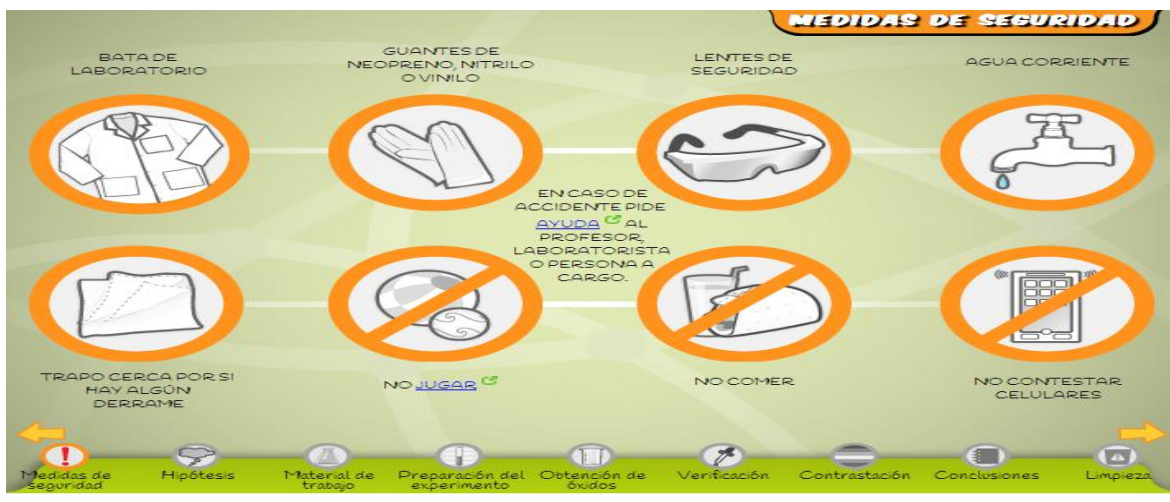 MEDIDAS DE SEGURIDAD
BATA DE
LABORATORIO
GUANTES DE
NEOPRENO, NITRILO
O VINILO
LENTES DE
SEGURIDAD
AGUA CORRIENTE
EN CASO DE
ACCIDENTE PIDE
AYUDA AL
PROFESOR,
LABORATORISTA
O PERSONA A
CARGO.
TRAPO CERCA POR SI
HAY ALGÚN
DERRAME
NO JUGAR
NO COMER
NO CONTESTAR
CELULARES
Medidas de
seguridad
Hipótesis
Material de
trabajo
Preparación del
experimento
Obtención de
óxidos
Verificación
Contrastación
Conclusiones
Limpieza